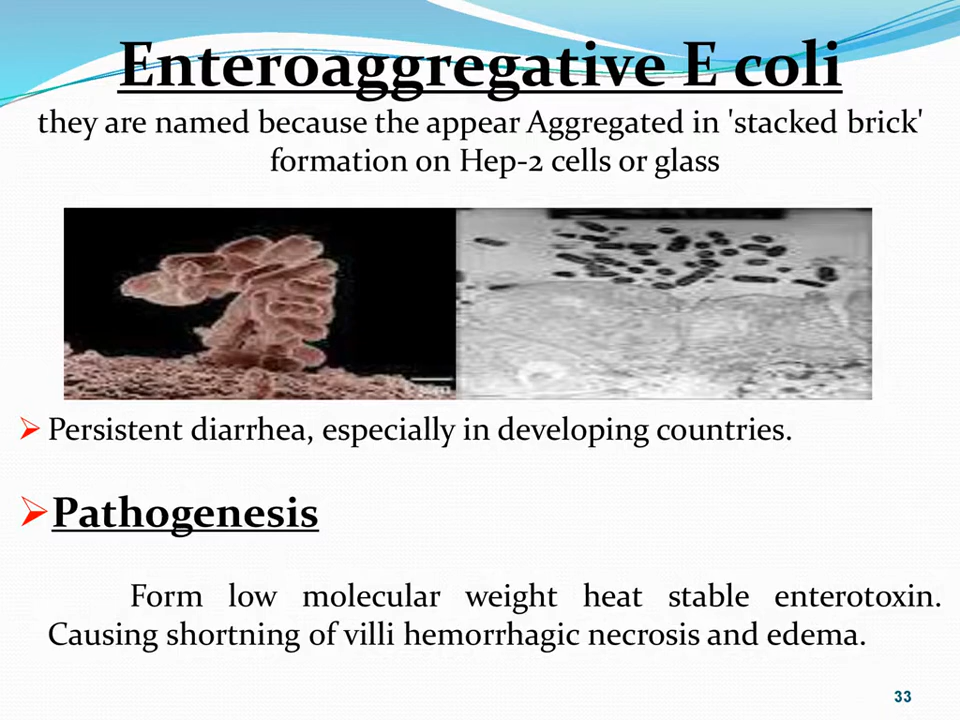 Enteroaggregative E coli
they are named because the appear Aggregated in 'stacked brick'
formation on Hep-2 cells or glass
Persistent diarrhea, especially in developing countries.
Pathogenesis
Form low molecular weight heat stable enterotoxin.
Causing shortning of villi hemorrhagic necrosis and edema.
33